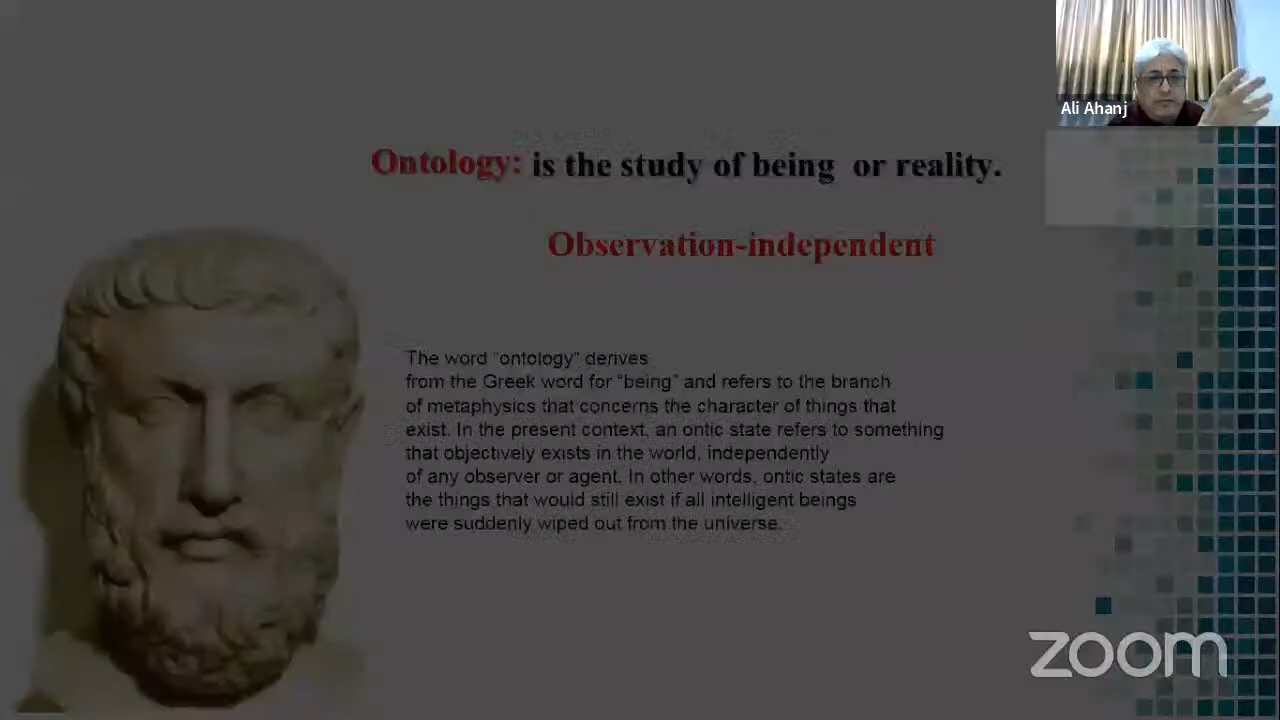 Ali Ahanj
Ontology: is the study of being or reality.
Observation-independent
The word "ontology" derives
from the Greek word for "being" and refers to the branch
of metaphysics that concerns the character of things that
exist. In the present context, an ontic state refers to something
that objectively exists in the world, independently
of any observer or agent. In other words, ontic states are
the things that would still exist if all intelligent beings
were suddenly wiped out from the universe.
zoom